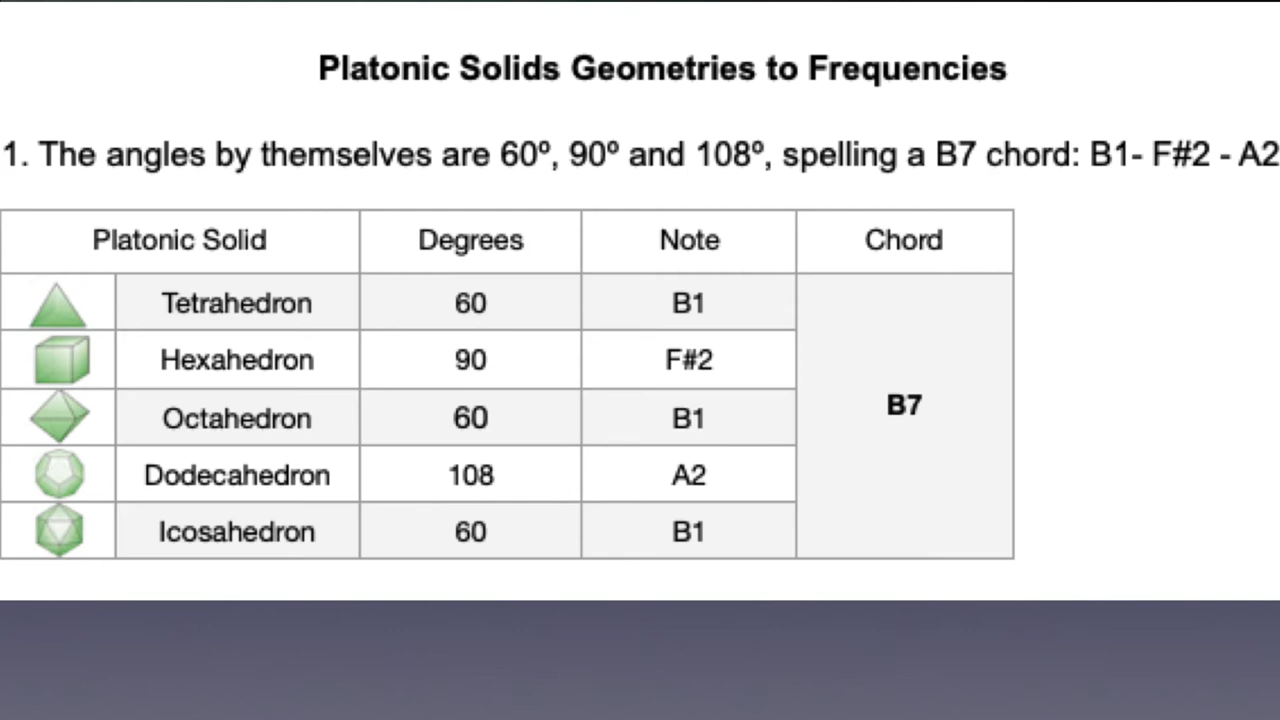 Platonic Solids Geometries to Frequencies
1. The angles by themselves are 60º, 90º and 108º, spelling a B7 chord: B1- F#2 - A2
Platonic Solid Degrees Note Chord
Tetrahedron 60 B1
Hexahedron 90 F#2
B7
Octahedron 60 B1
Dodecahedron 108 A2
Icosahedron 60 B1